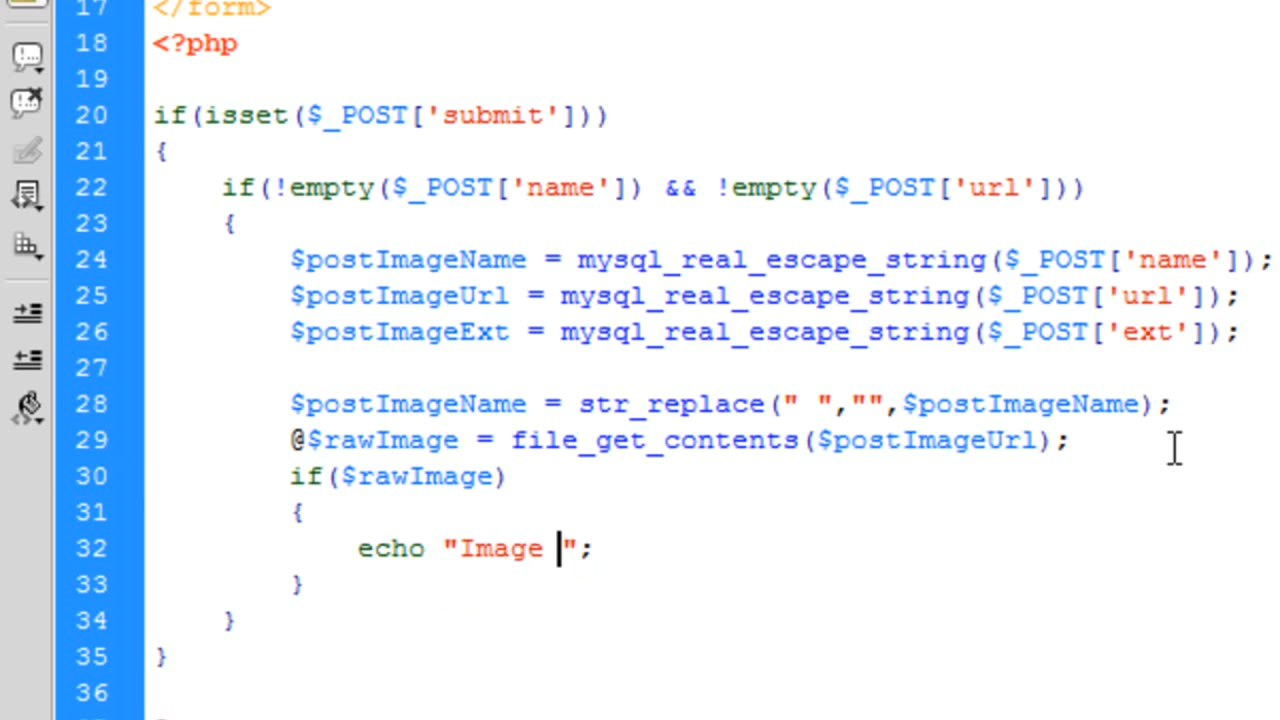 17 </form>
18 <?php
19
20 if(isset($_POST['submit']))
21 {
22 if(!empty($_POST['name']) && !empty($_POST['url']))
23 {
24 $postImageName = mysql_real_escape_string($_POST['name']);
25 $postImageUrl = mysql_real_escape_string($_POST['url']);
26 $postImageExt = mysql_real_escape_string($_POST['ext']);
27
28 $postImageName = str_replace(" ","",$postImageName);
29 @$rawImage = file_get_contents($postImageUrl);
30 if($rawImage)
31 {
32 echo "Image ";
33 }
34 }
35 }
36